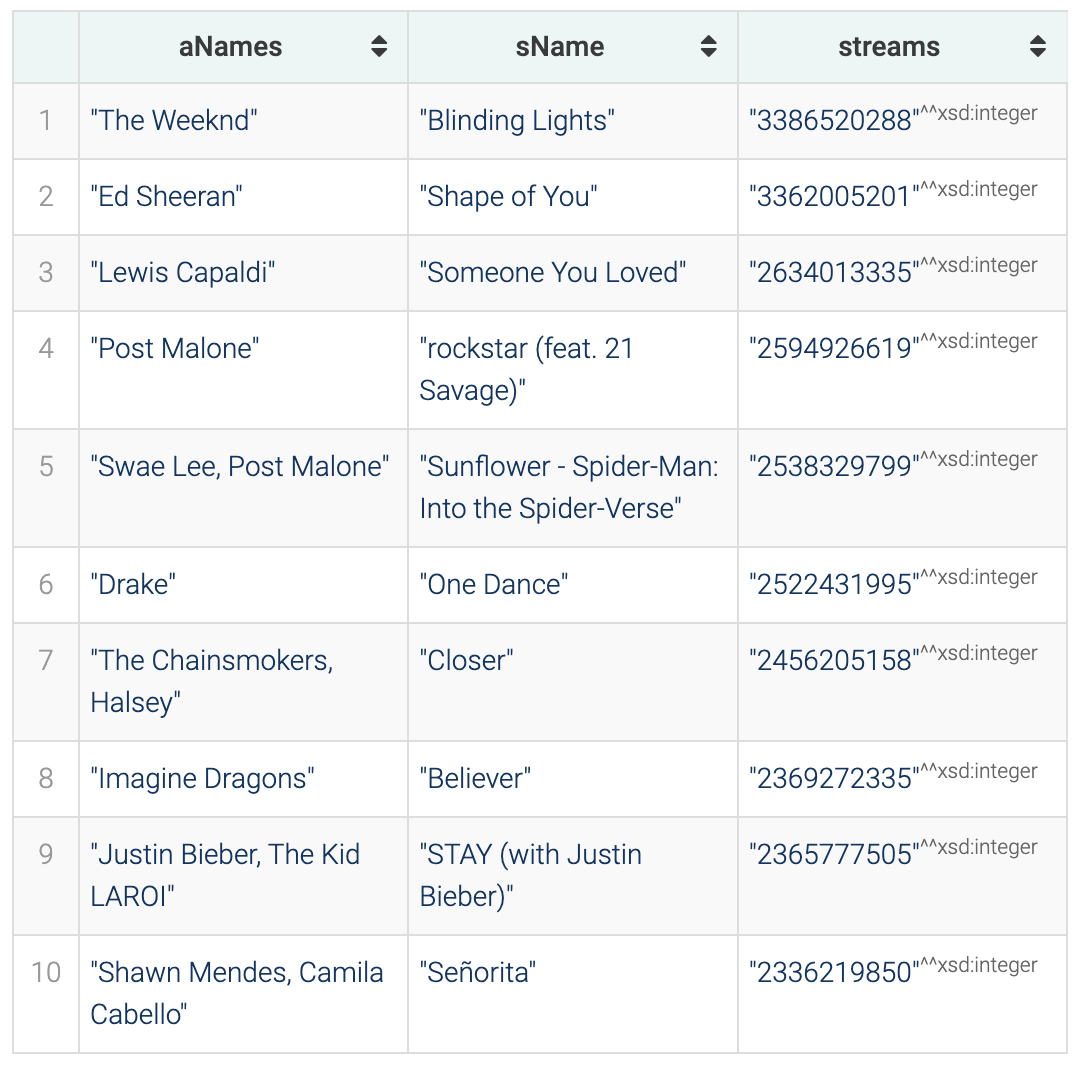 aNames sName streams
1 "The Weeknd" "Blinding Lights" "3386520288"^^xsd:integer
2 "Ed Sheeran" "Shape of You" "3362005201"^^xsd:integer
3 "Lewis Capaldi" "Someone You Loved" "2634013335"^^xsd:integer
4 "Post Malone" "rockstar (feat. 21 "2594926619"^^xsd:integer
Savage)"
5 "Swae Lee, Post Malone" "Sunflower - Spider-Man: "2538329799"^^xsd:integer
Into the Spider-Verse"
6 "Drake" "One Dance" "2522431995"^^xsd:integer
7 "The Chainsmokers, "Closer" "2456205158"^^xsd:integer
Halsey"
8 "Imagine Dragons" "Believer" "2369272335"^^xsd:integer
9 "Justin Bieber, The Kid "STAY (with Justin "2365777505"^^xsd:integer
LAROI" Bieber)"
10 "Shawn Mendes, Camila "Señorita" "2336219850"^^xsd:integer
Cabello"